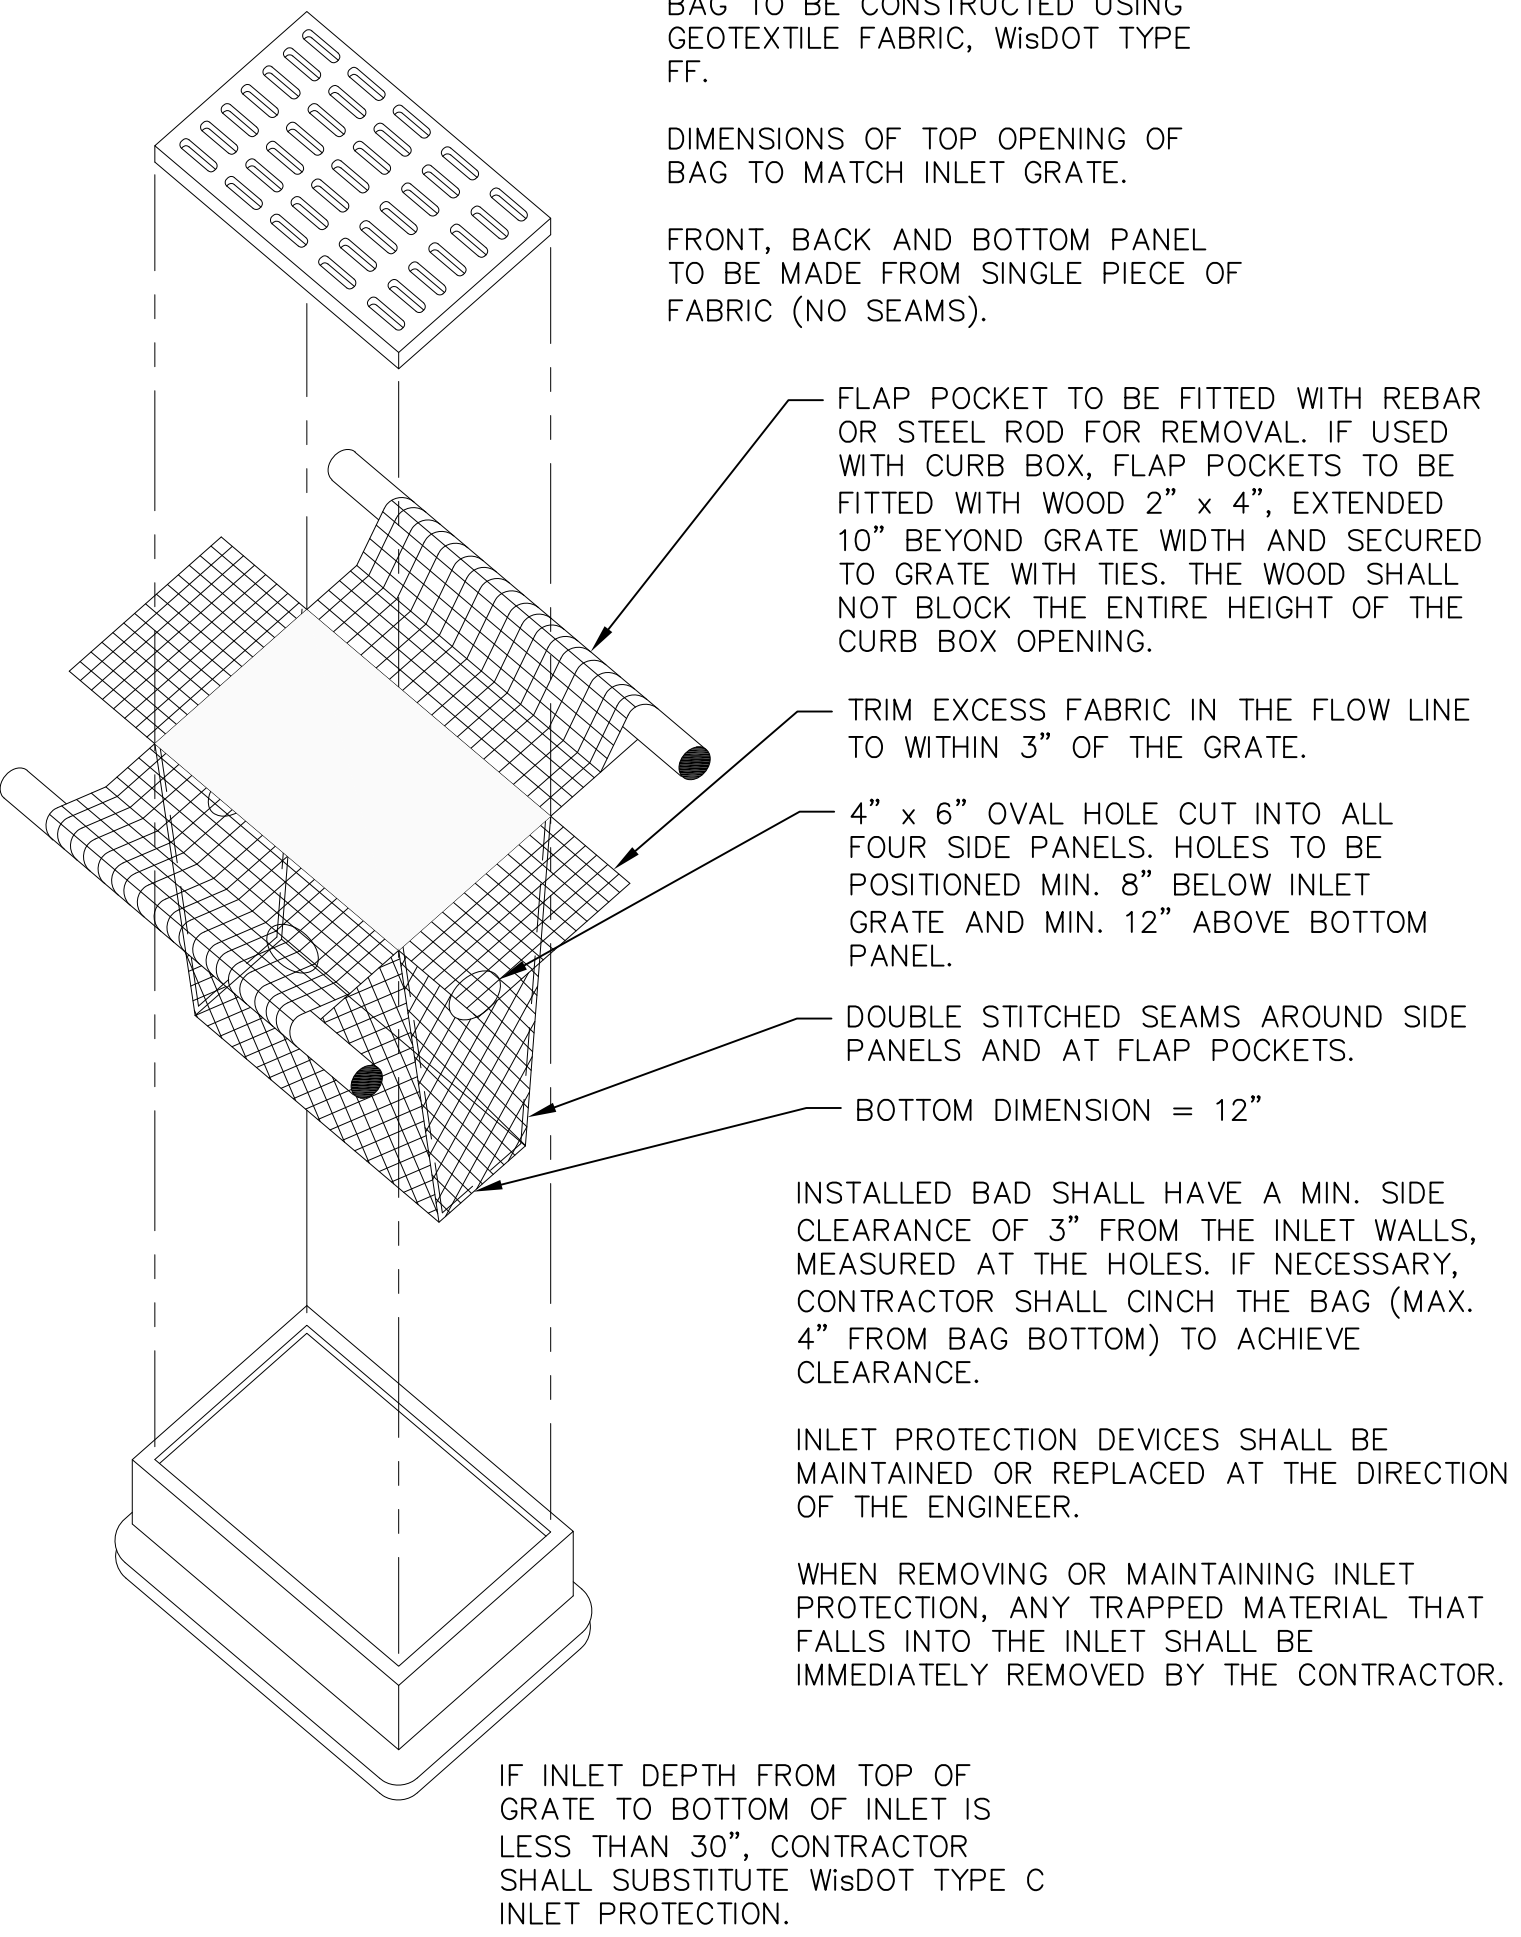 BAG TO BE CONSTRUCTED USING
GEOTEXTILE FABRIC, WisDOT TYPE
FF.
DIMENSIONS OF TOP OPENING OF
BAG TO MATCH INLET GRATE.
FRONT, BACK AND BOTTOM PANEL
TO BE MADE FROM SINGLE PIECE OF
FABRIC (NO SEAMS).
FLAP POCKET TO BE FITTED WITH REBAR
OR STEEL ROD FOR REMOVAL. IF USED
WITH CURB BOX, FLAP POCKETS TO BE
FITTED WITH WOOD 2” x 4”, EXTENDED
10” BEYOND GRATE WIDTH AND SECURED
TO GRATE WITH TIES. THE WOOD SHALL
NOT BLOCK THE ENTIRE HEIGHT OF THE
CURB BOX OPENING.
TRIM EXCESS FABRIC IN THE FLOW LINE
TO WITHIN 3” OF THE GRATE.
4” x 6” OVAL HOLE CUT INTO ALL
FOUR SIDE PANELS. HOLES TO BE
POSITIONED MIN. 8” BELOW INLET
GRATE AND MIN. 12” ABOVE BOTTOM
PANEL.
DOUBLE STITCHED SEAMS AROUND SIDE
PANELS AND AT FLAP POCKETS.
BOTTOM DIMENSION = 12”
INSTALLED BAD SHALL HAVE A MIN. SIDE
CLEARANCE OF 3” FROM THE INLET WALLS,
MEASURED AT THE HOLES. IF NECESSARY,
CONTRACTOR SHALL CINCH THE BAG (MAX.
4” FROM BAG BOTTOM) TO ACHIEVE
CLEARANCE.
INLET PROTECTION DEVICES SHALL BE
MAINTAINED OR REPLACED AT THE DIRECTION
OF THE ENGINEER.
WHEN REMOVING OR MAINTAINING INLET
PROTECTION, ANY TRAPPED MATERIAL THAT
FALLS INTO THE INLET SHALL BE
IMMEDIATELY REMOVED BY THE CONTRACTOR.
IF INLET DEPTH FROM TOP OF
GRATE TO BOTTOM OF INLET IS
LESS THAN 30”, CONTRACTOR
SHALL SUBSTITUTE WisDOT TYPE C
INLET PROTECTION.